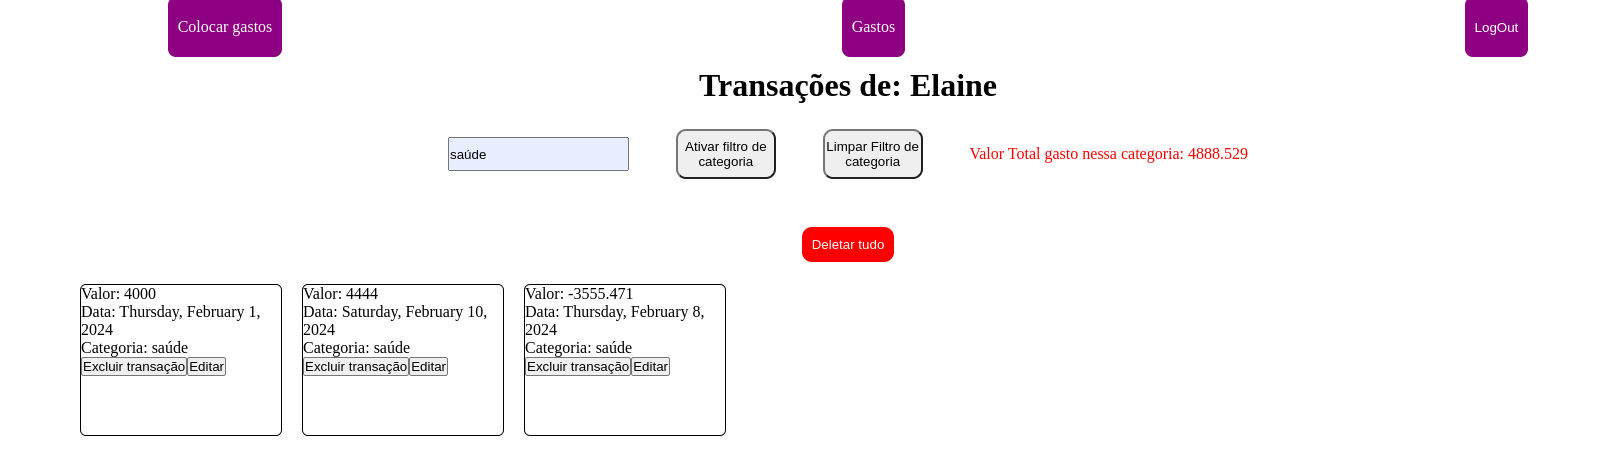 Colocar gastos
Gastos
LogOut
Transações de: Elaine
saúde
Ativar filtro de
categoria
Limpar Filtro de
categoria
Valor Total gasto nessa categoria: 4888.529
Deletar tudo
Valor: 4000
Data: Thursday, February 1,
2024
Categoria: saúde
Excluir transação Editar
Valor: 4444
Data: Saturday, February 10,
2024
Categoria: saúde
Excluir transação Editar
Valor: -3555.471
Data: Thursday, February 8,
2024
Categoria: saúde
Excluir transação Editar